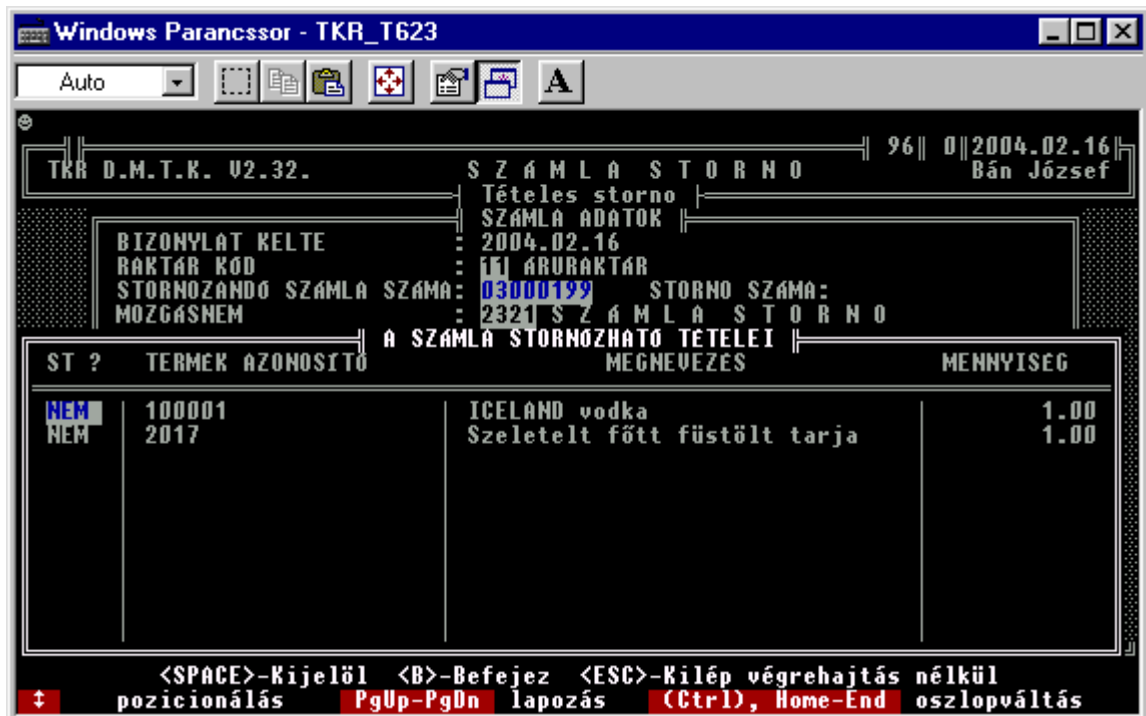 Windows Parancssor - TKR_T623
Auto
A
96 0 2004.02.16
TKR D.M.T.K. V2.32. S Z Á M L A S T O R N O Bán József
Tételes storno
SZÁMLA ADATOK
BIZONYLAT KELTE : 2004.02.16
RAKTÁR KÓD : 11 ÁRURAKTÁR
STORNOZANDÓ SZÁMLA SZÁMA: 03000199 STORNO SZÁMA:
MOZGÁSNEM : 2321 S Z Á M L A S T O R N O
A SZÁMLA STORNÓZHATÓ TÉTELEI
ST ? TERMÉK AZONOSÍTÓ MEGNEVEZÉS MENNYISÉG
NEM 100001 ICELAND vodka 1.00
NEM 2017 Szeletelt főtt füstölt tarja 1.00
<SPACE>-Kijelöl <B>-Befejez <ESC>-Kilép végrehajtás nélkül
↕ pozicionálás PgUp-PgDn lapozás (Ctrl), Home-End oszlopváltás